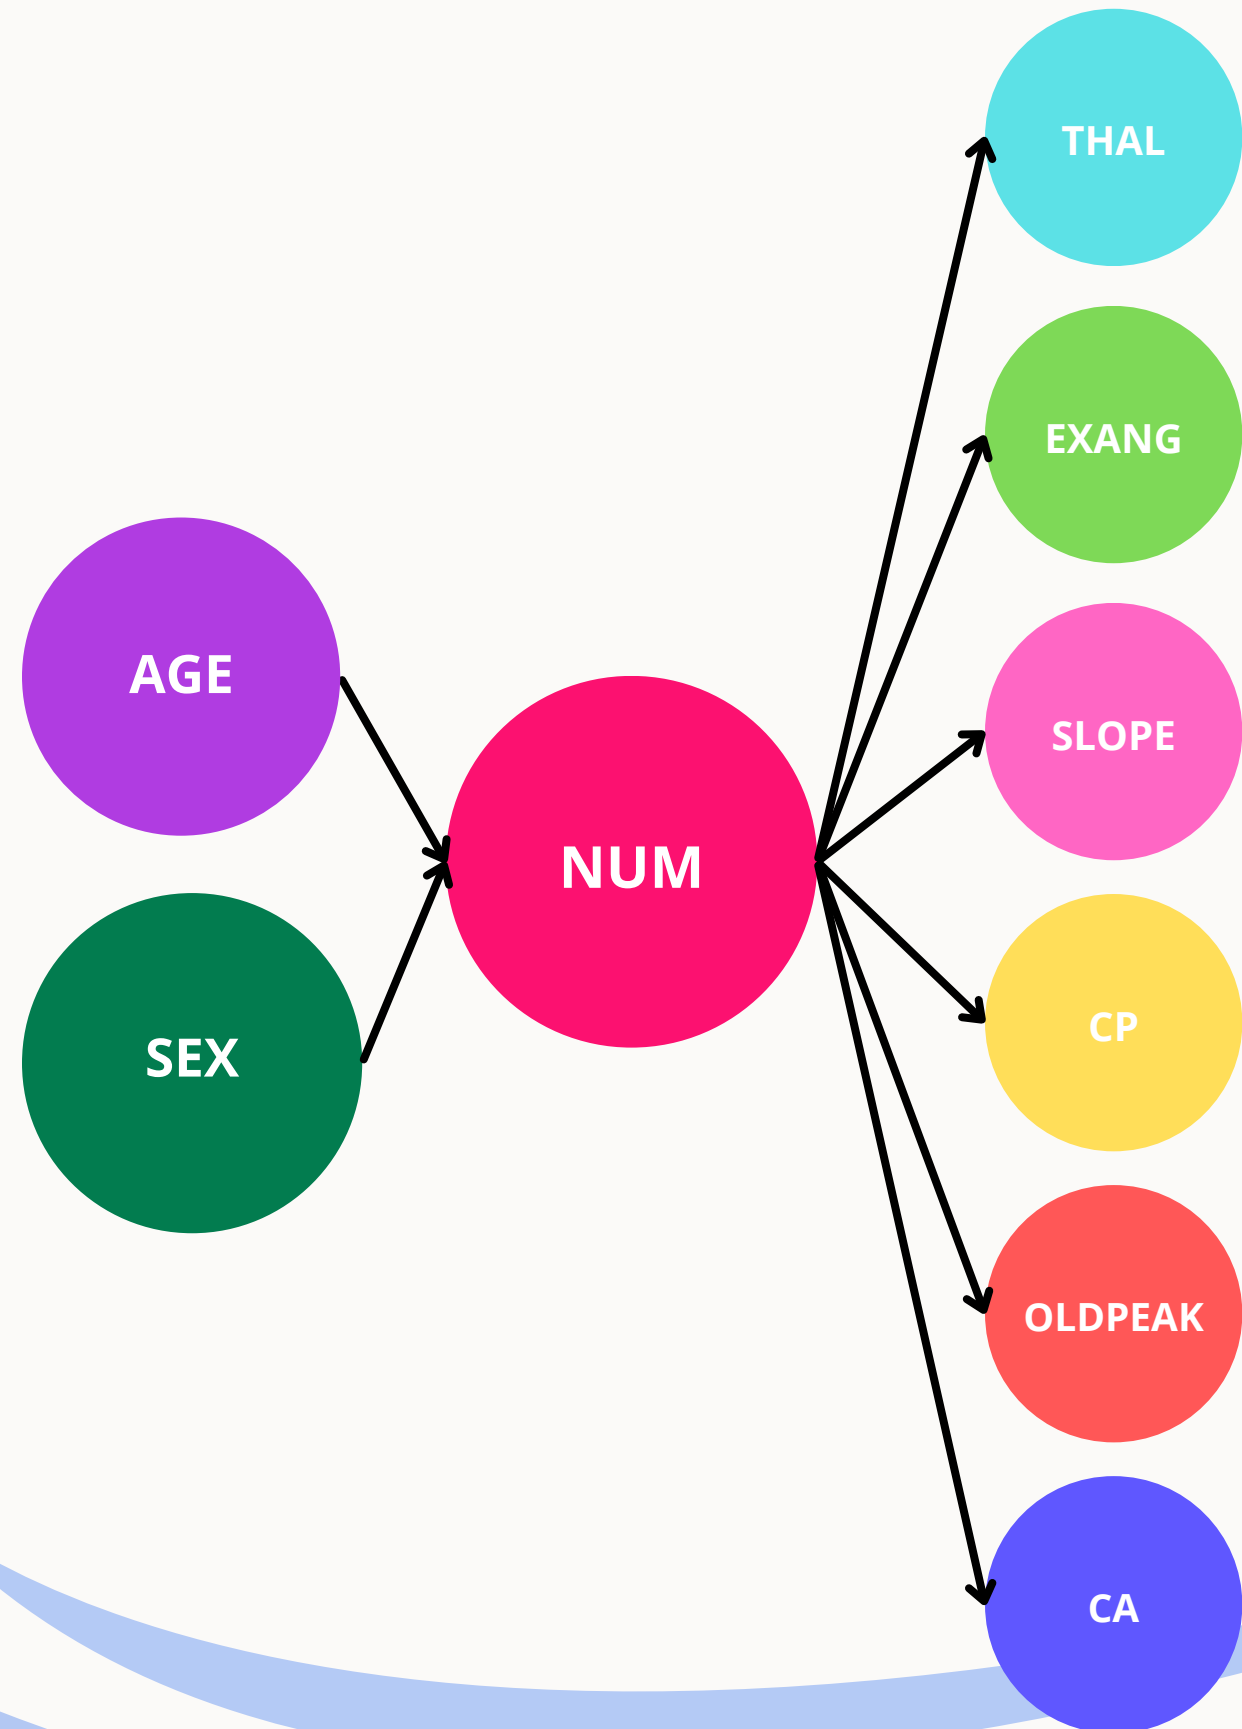 AGE
SEX
NUM
THAL
EXANG
SLOPE
CP
OLDPEAK
CA